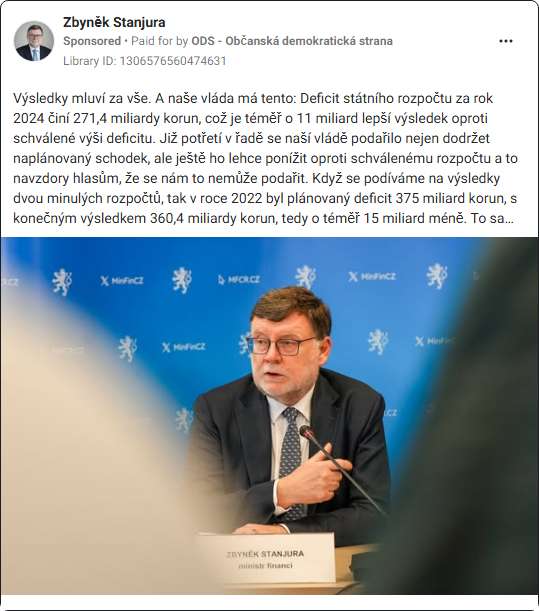 Zbyněk Stanjura
Sponsored • Paid for by ODS - Občanská demokratická strana
Library ID: 1306576560474631
Výsledky mluví za vše. A naše vláda má tento: Deficit státního rozpočtu za rok
2024 činí 271,4 miliardy korun, což je téměř o 11 miliard lepší výsledek oproti
schválené výši deficitu. Již potřetí v řadě se naší vládě podařilo nejen dodržet
naplánovaný schodek, ale ještě ho lehce ponížit oproti schválenému rozpočtu a to
navzdory hlasům, že se nám to nemůže podařit. Když se podíváme na výsledky
dvou minulých rozpočtů, tak v roce 2022 byl plánovaný deficit 375 miliard korun, s
konečným výsledkem 360,4 miliardy korun, tedy o téměř 15 miliard méně. To sa…
X MinFinCZ
MFCR.CZ
X MinFinCZ
X MinFinCZ
X MinFinCZ
ZBYNĚK STANJURA
ministr financí